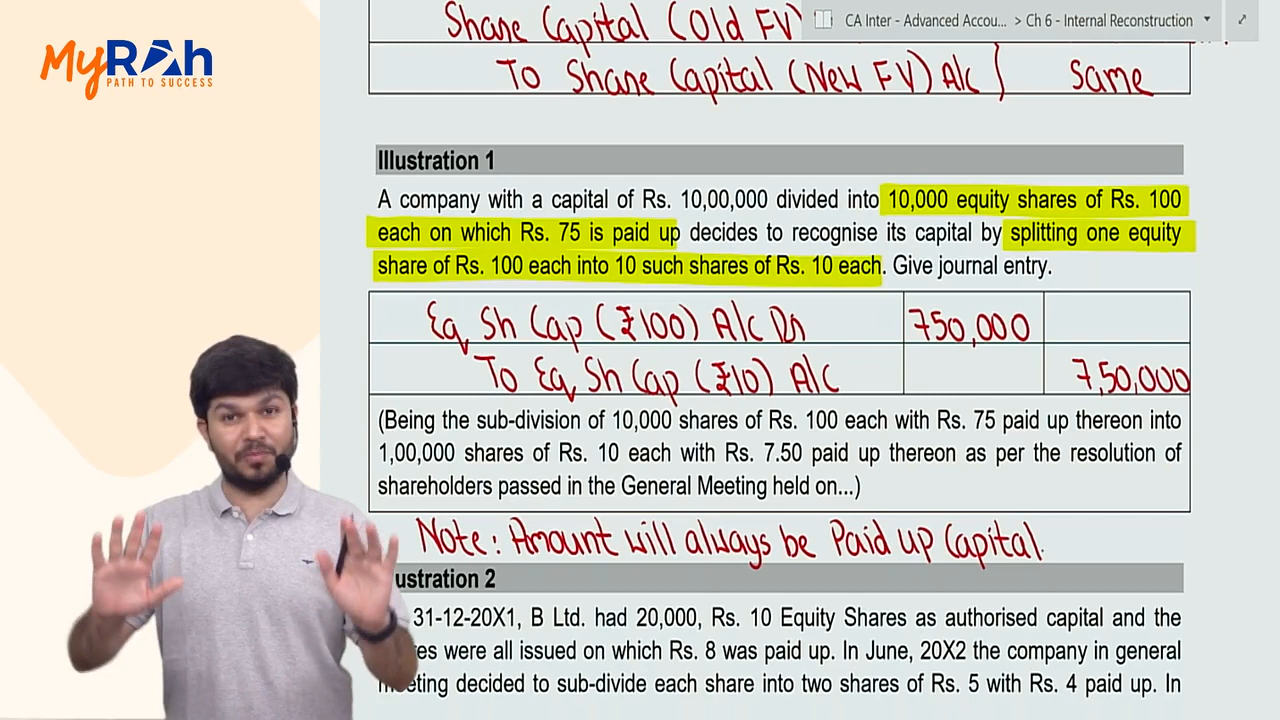 MyRAh
PATH TO SUCCESS
CA Inter - Advanced Accou... > Ch 6 - Internal Reconstruction
Share Capital (Old FV)
To Share Capital (New FV) A/c Same
Illustration 1
A company with a capital of Rs. 10,00,000 divided into 10,000 equity shares of Rs. 100
each on which Rs. 75 is paid up decides to recognise its capital by splitting one equity
share of Rs. 100 each into 10 such shares of Rs. 10 each. Give journal entry.
Eq Sh Cap (₹100) A/c Dr 750,000
To Eq Sh Cap (₹10) A/c 7,50,000
(Being the sub-division of 10,000 shares of Rs. 100 each with Rs. 75 paid up thereon into
1,00,000 shares of Rs. 10 each with Rs. 7.50 paid up thereon as per the resolution of
shareholders passed in the General Meeting held on...)
Note: Amount will always be Paid up Capital.
ustration 2
31-12-20X1, B Ltd. had 20,000, Rs. 10 Equity Shares as authorised capital and the
es were all issued on which Rs. 8 was paid up. In June, 20X2 the company in general
eting decided to sub-divide each share into two shares of Rs. 5 with Rs. 4 paid up. In